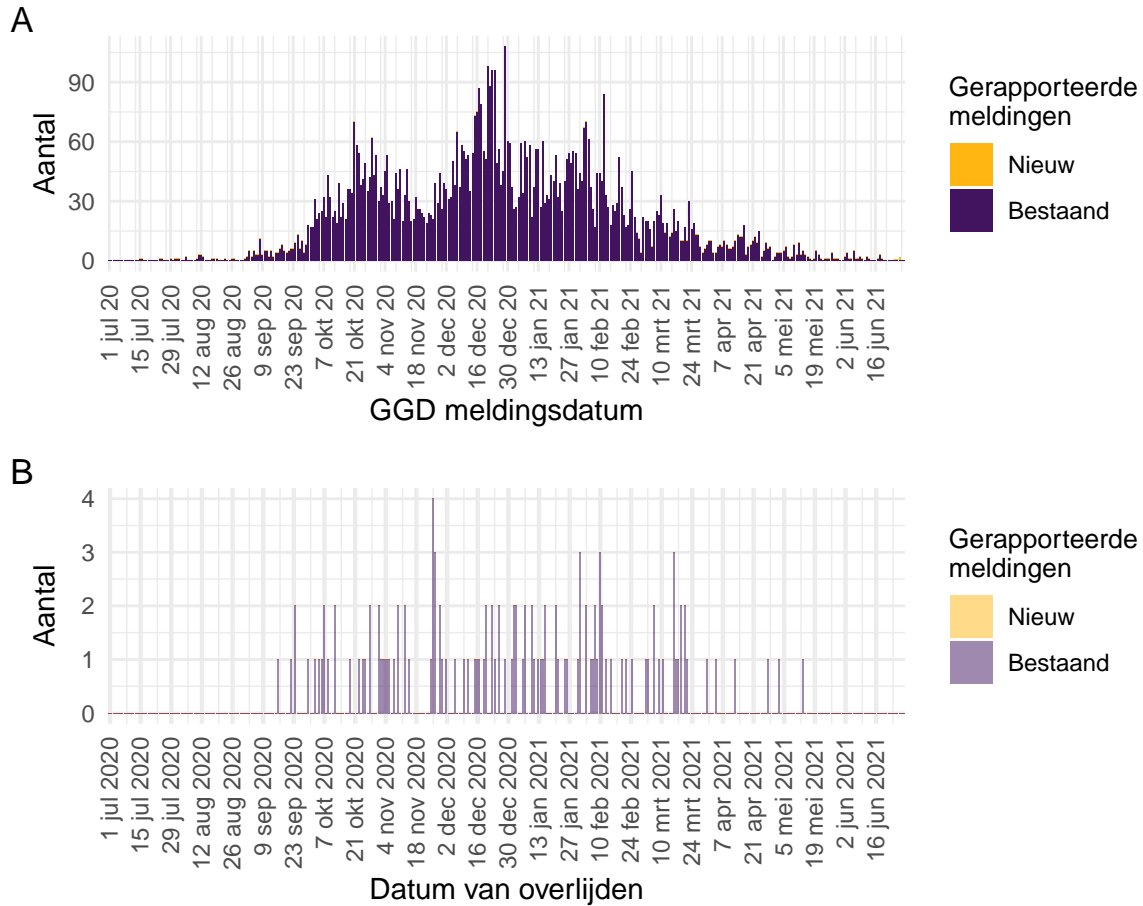 A
Aantal
90
60
30
0
1 jul 20
15 jul 20
29 jul 20
12 aug 20
26 aug 20
9 sep 20
23 sep 20
7 okt 20
21 okt 20
4 nov 20
18 nov 20
2 dec 20
16 dec 20
30 dec 20
13 jan 21
27 jan 21
10 feb 21
24 feb 21
10 mrt 21
24 mrt 21
7 apr 21
21 apr 21
5 mei 21
19 mei 21
2 jun 21
16 jun 21
GGD meldingsdatum
Gerapporteerde
meldingen
Nieuw
Bestaand
B
Aantal
4
3
2
1
0
1 jul 2020
15 jul 2020
29 jul 2020
12 aug 2020
26 aug 2020
9 sep 2020
23 sep 2020
7 okt 2020
21 okt 2020
4 nov 2020
18 nov 2020
2 dec 2020
16 dec 2020
30 dec 2020
13 jan 2021
27 jan 2021
10 feb 2021
24 feb 2021
10 mrt 2021
24 mrt 2021
7 apr 2021
21 apr 2021
5 mei 2021
19 mei 2021
2 jun 2021
16 jun 2021
Datum van overlijden
Gerapporteerde
meldingen
Nieuw
Bestaand